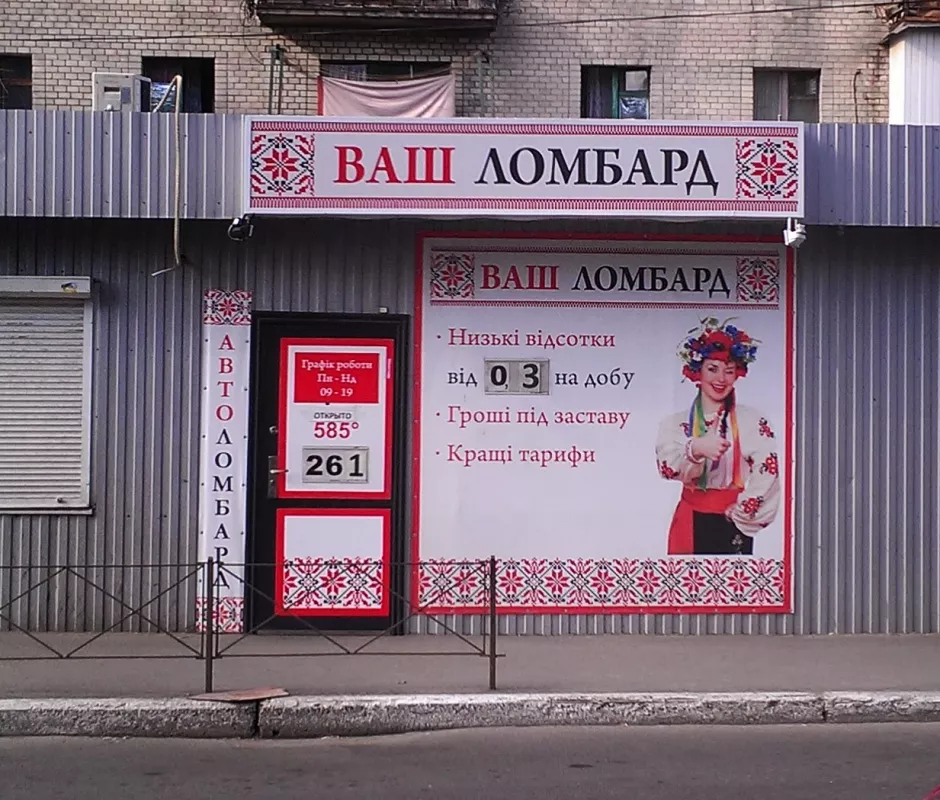 ВАШ ЛОМБАРД
ВАШ ЛОМБАРД
· Низькі відсотки
від 0,3 на добу
· Гроші під заставу
· Кращі тарифи
АВТОЛОМБАРД
Графік роботи
Пн - Нд
09 - 19
ОТКРЫТО
585°
261